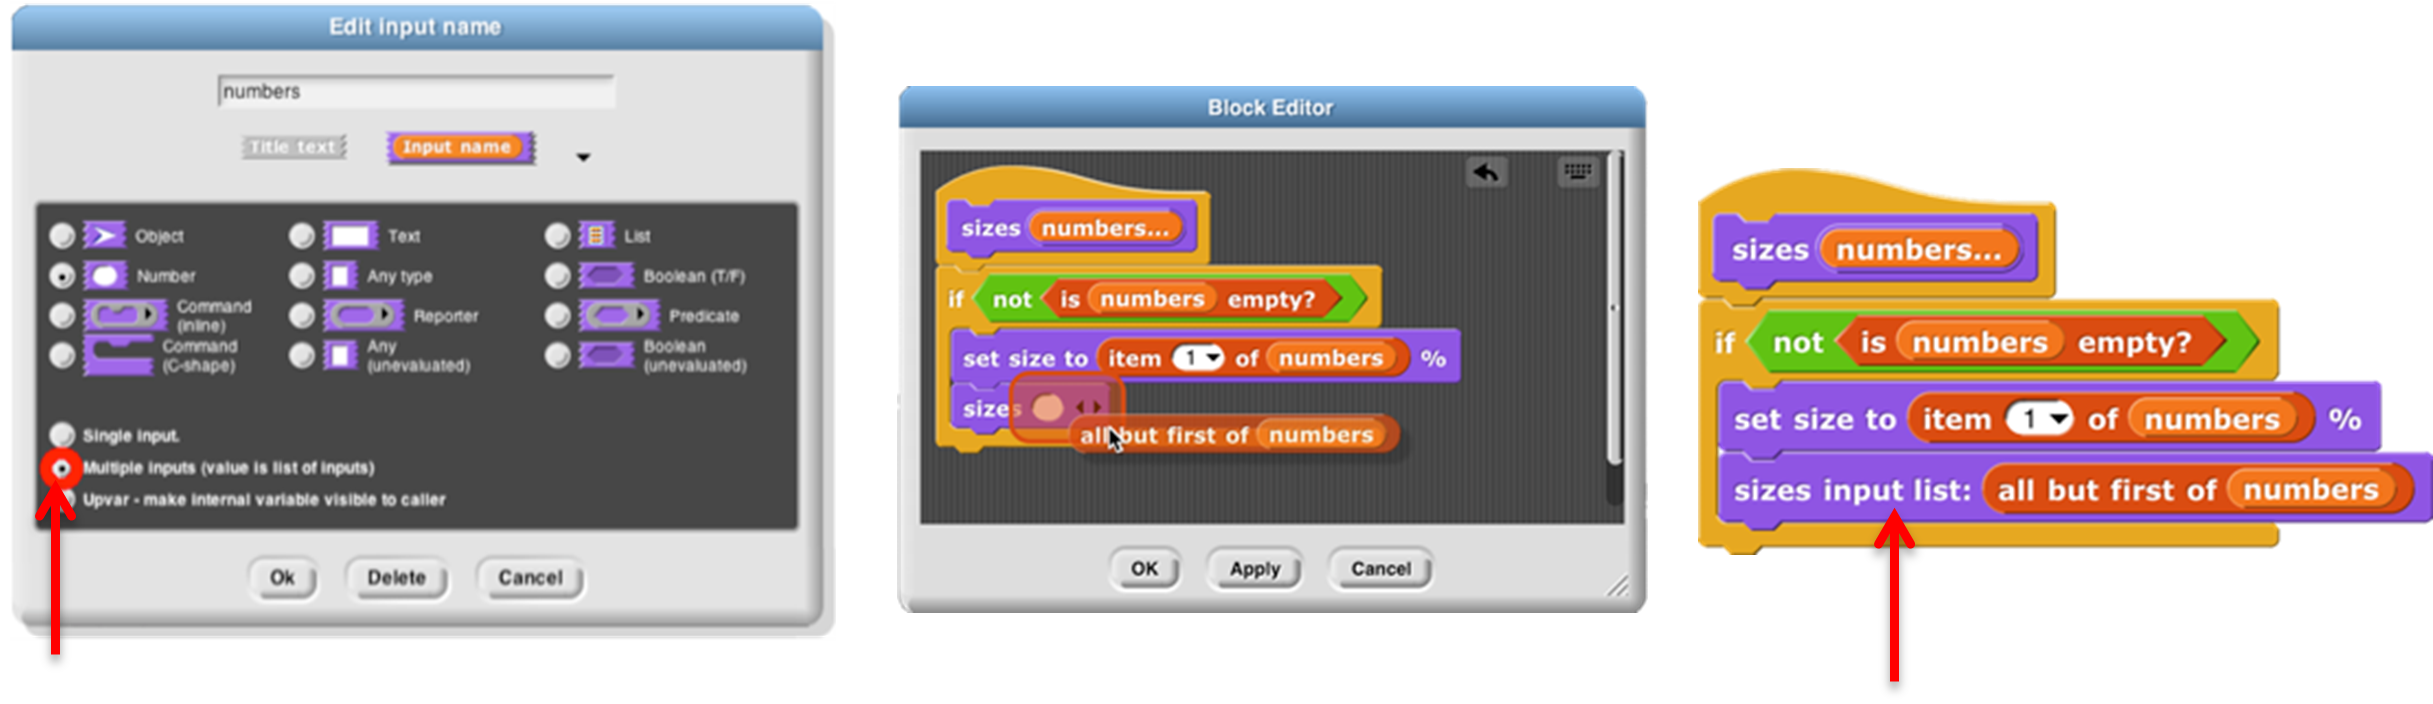 Edit input name
numbers
Title text Input name
Object Text List
Number Any type Boolean (T/F)
Command (inline) Reporter Predicate
Command (C-shape) Any (unevaluated) Boolean (unevaluated)
Single input.
Multiple inputs (value is list of inputs)
Upvar - make internal variable visible to caller
Ok Delete Cancel
Block Editor
sizes numbers...
if not is numbers empty?
set size to item 1 of numbers %
sizes
all but first of numbers
OK Apply Cancel
sizes numbers...
if not is numbers empty?
set size to item 1 of numbers %
sizes input list: all but first of numbers